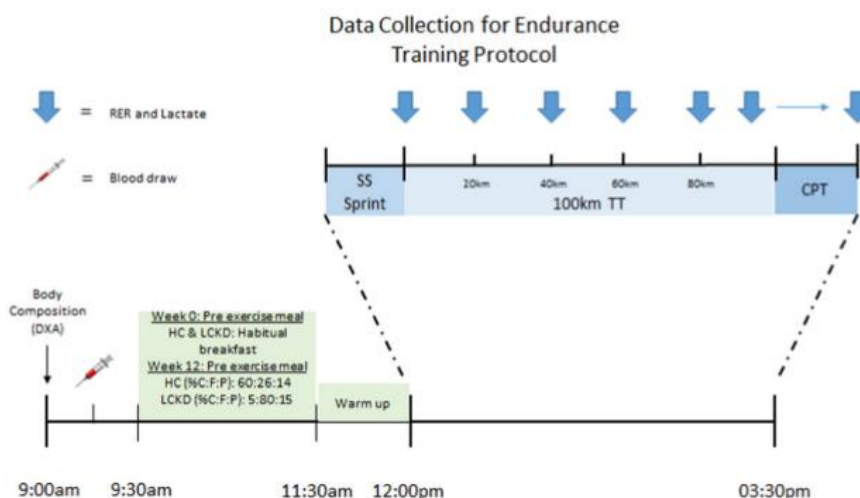 Data Collection for Endurance
Training Protocol
= RER and Lactate
= Blood draw
SS
Sprint
20km
40km
60km
80km
100km TT
CPT
Body
Composition
(DXA)
Week 0: Pre exercise meal
HC & LCKD: Habitual
breakfast
Week 12: Pre exercise meal
HC (%C:F:P): 60:26:14
LCKD (%C:F:P): 5:80:15
Warm up
9:00am
9:30am
11:30am
12:00pm
03:30pm